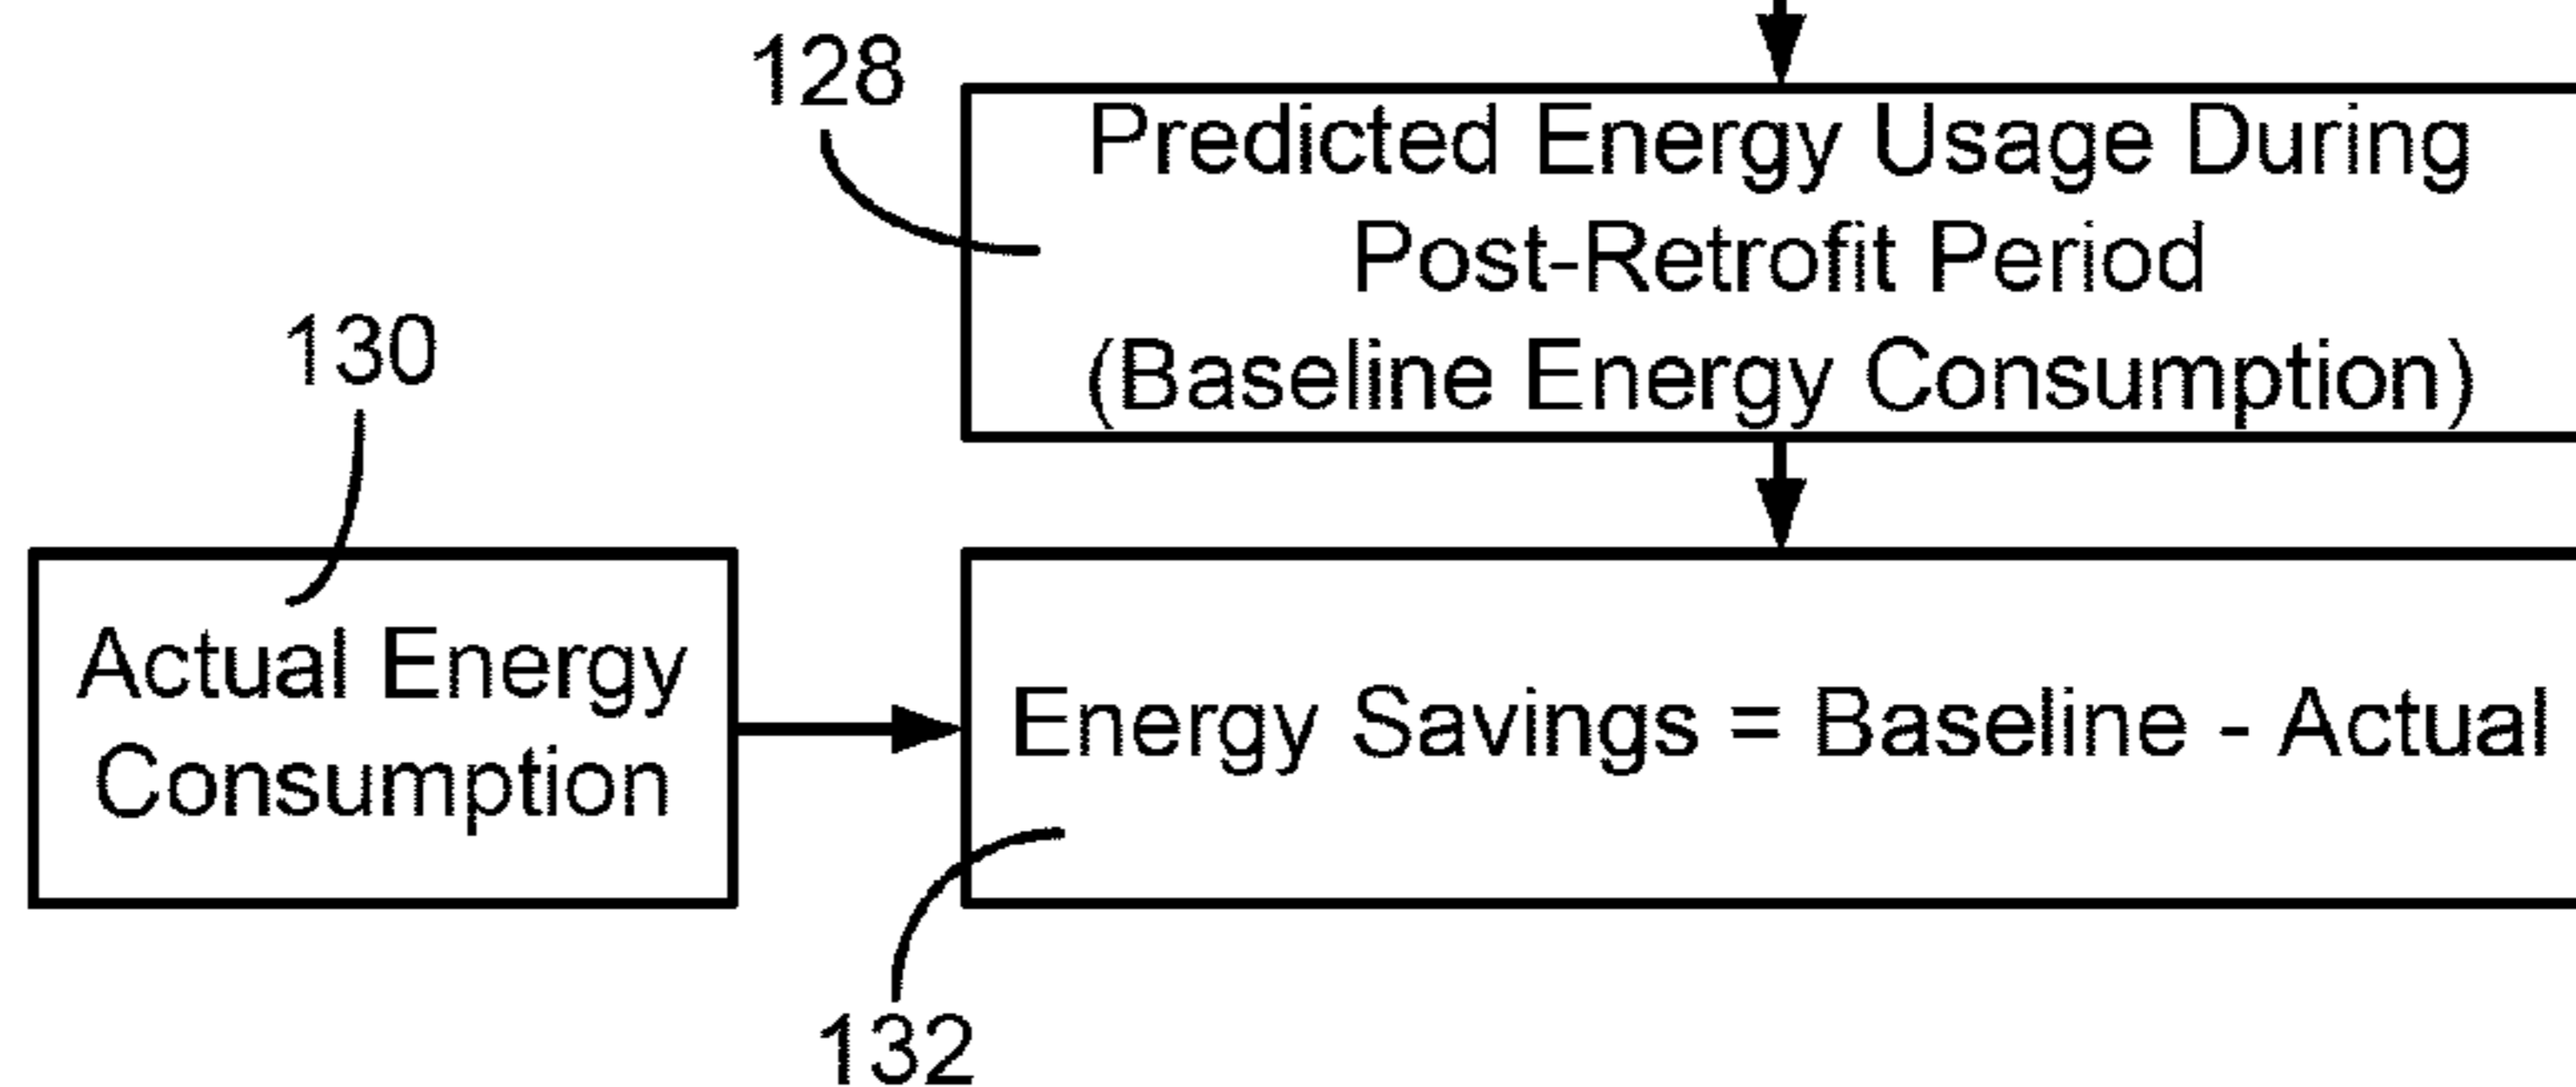 128
Predicted Energy Usage During
Post-Retrofit Period
(Baseline Energy Consumption)
130
Actual Energy
Consumption
Energy Savings = Baseline - Actual
132